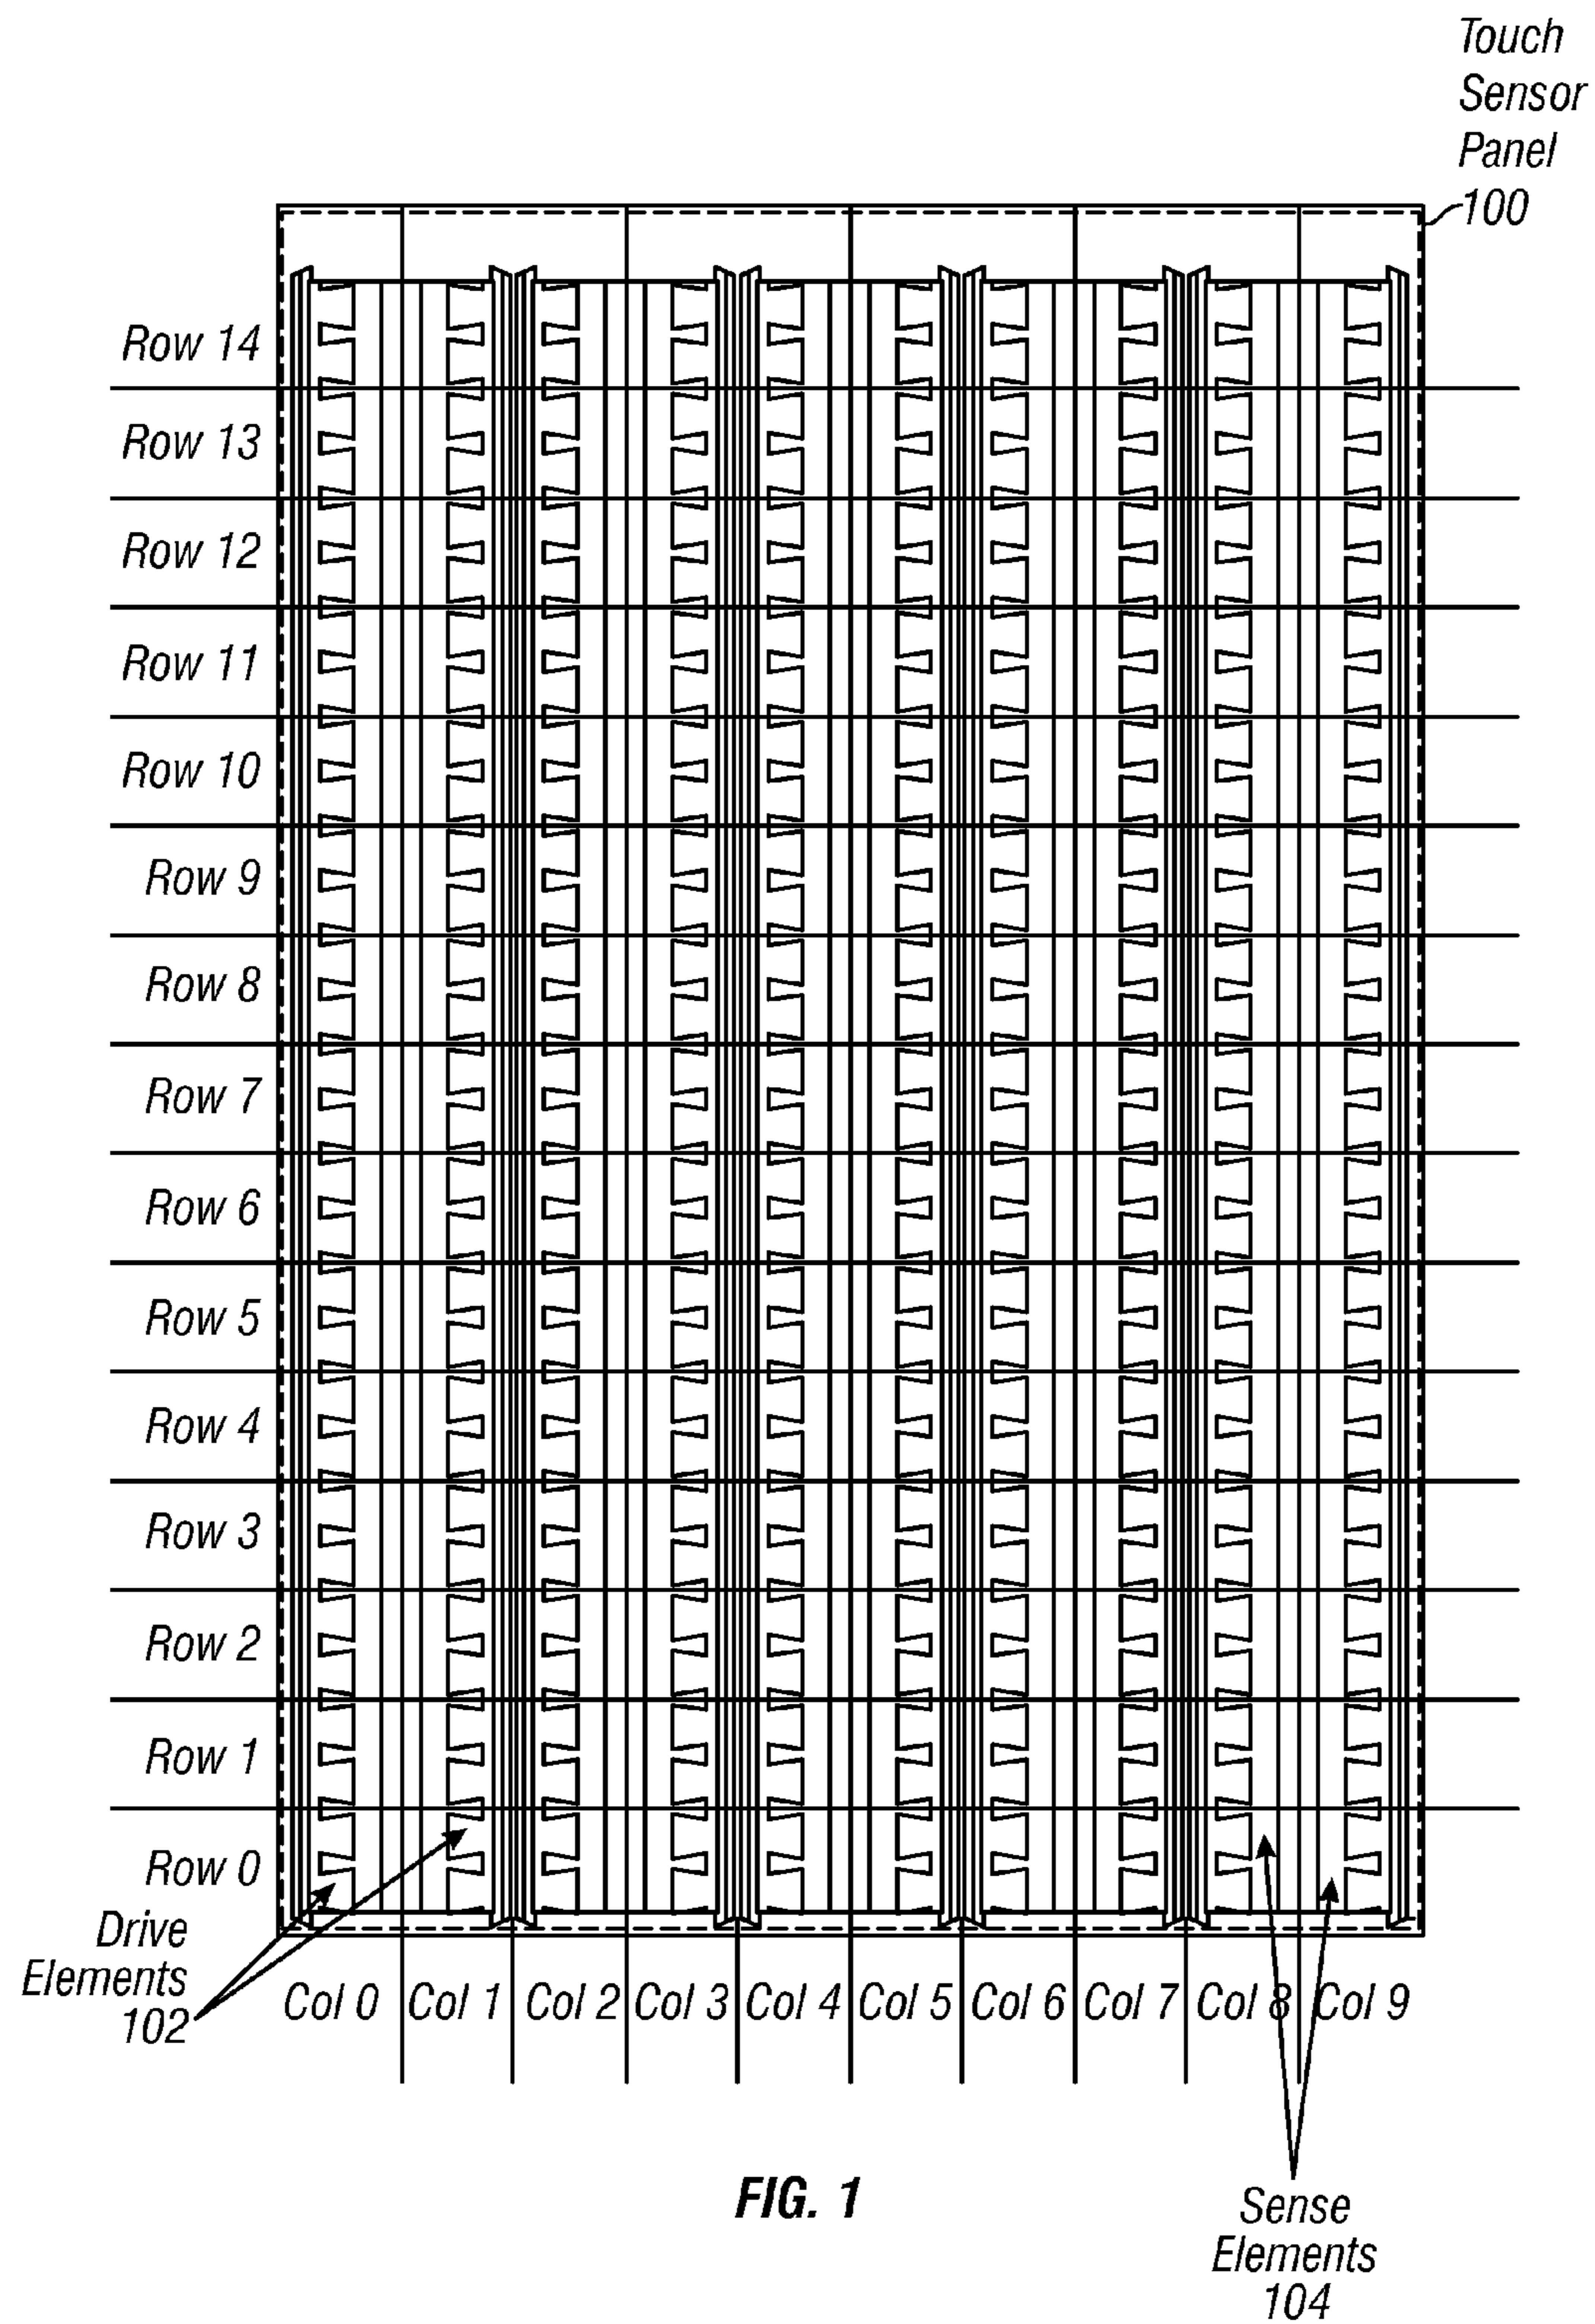 Touch
Sensor
Panel
100
Row 14
Row 13
Row 12
Row 11
Row 10
Row 9
Row 8
Row 7
Row 6
Row 5
Row 4
Row 3
Row 2
Row 1
Row 0
Drive
Elements
102
Col 0 Col 1 Col 2 Col 3 Col 4 Col 5 Col 6 Col 7 Col 8 Col 9
FIG. 1
Sense
Elements
104